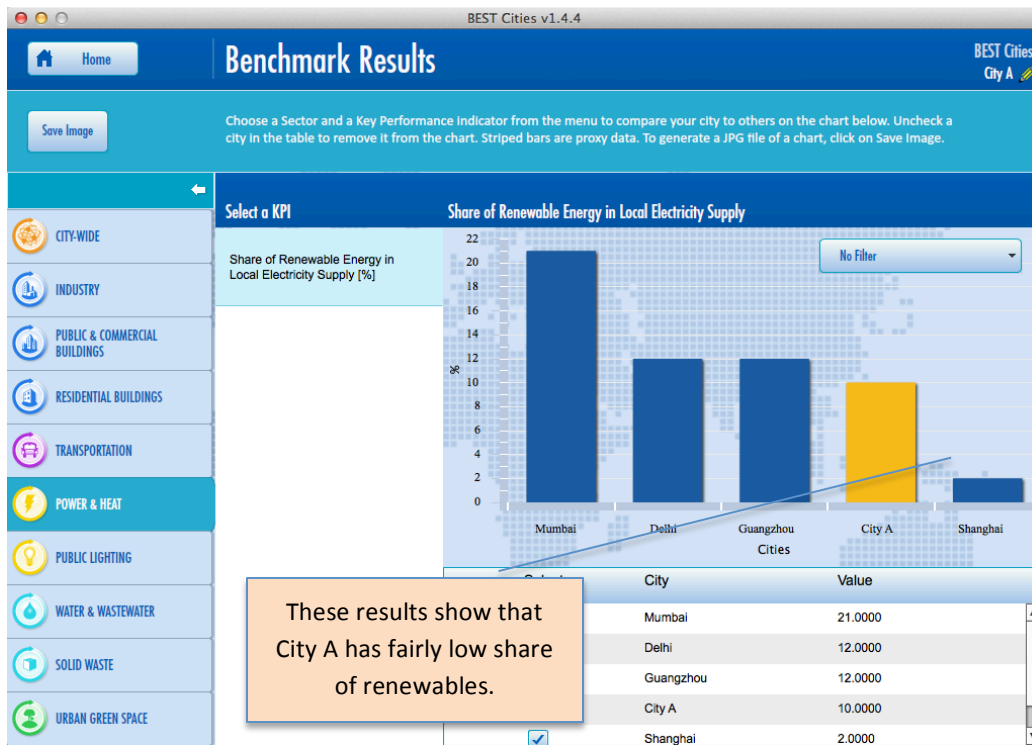 BEST Cities v1.4.4
Home
Benchmark Results
BEST Cities
City A
Save Image
Choose a Sector and a Key Performance Indicator from the menu to compare your city to others on the chart below. Uncheck a
city in the table to remove it from the chart. Striped bars are proxy data. To generate a JPG file of a chart, click on Save Image.
CITY-WIDE
INDUSTRY
PUBLIC & COMMERCIAL
BUILDINGS
RESIDENTIAL BUILDINGS
TRANSPORTATION
POWER & HEAT
PUBLIC LIGHTING
WATER & WASTEWATER
SOLID WASTE
URBAN GREEN SPACE
Select a KPI
Share of Renewable Energy in
Local Electricity Supply [%]
Share of Renewable Energy in Local Electricity Supply
No Filter
22
20
18
16
14
12
10
8
6
4
2
0
%
Mumbai Delhi Guangzhou City A Shanghai
Cities
City Value
Mumbai 21.0000
Delhi 12.0000
Guangzhou 12.0000
City A 10.0000
Shanghai 2.0000
These results show that
City A has fairly low share
of renewables.